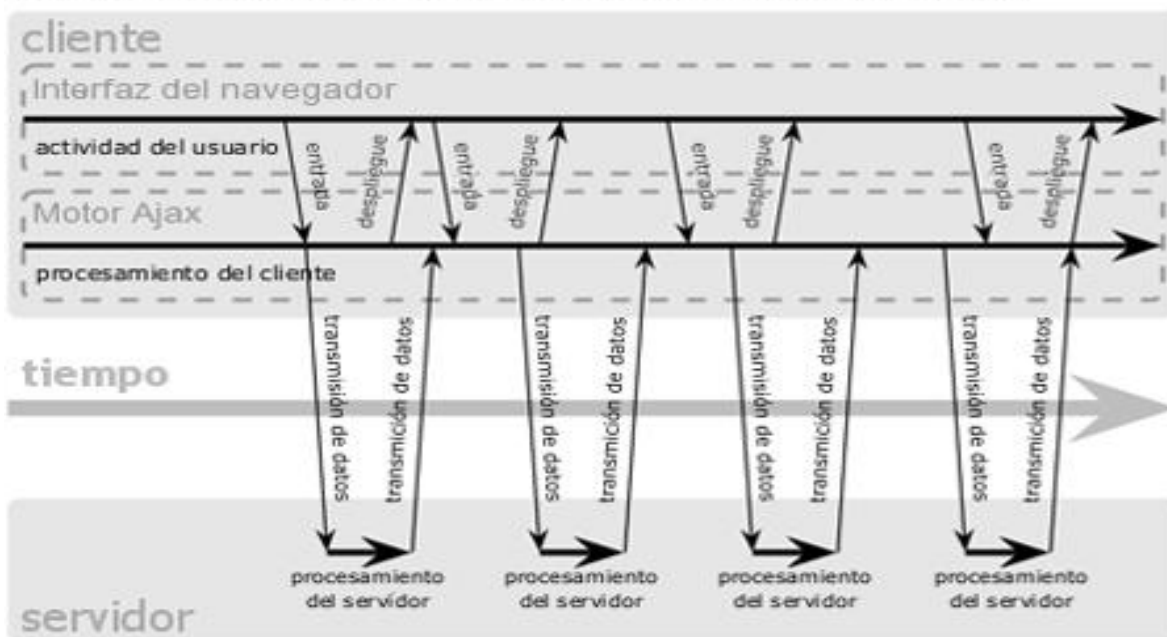 cliente
Interfaz del navegador
actividad del usuario
entrada
despliegue
entrada
despliegue
entrada
despliegue
entrada
despliegue
Motor Ajax
procesamiento del cliente
transmisión de datos
transmición de datos
transmisión de datos
transmición de datos
transmisión de datos
transmición de datos
transmisión de datos
transmición de datos
tiempo
procesamiento
del servidor
procesamiento
del servidor
procesamiento
del servidor
procesamiento
del servidor
servidor